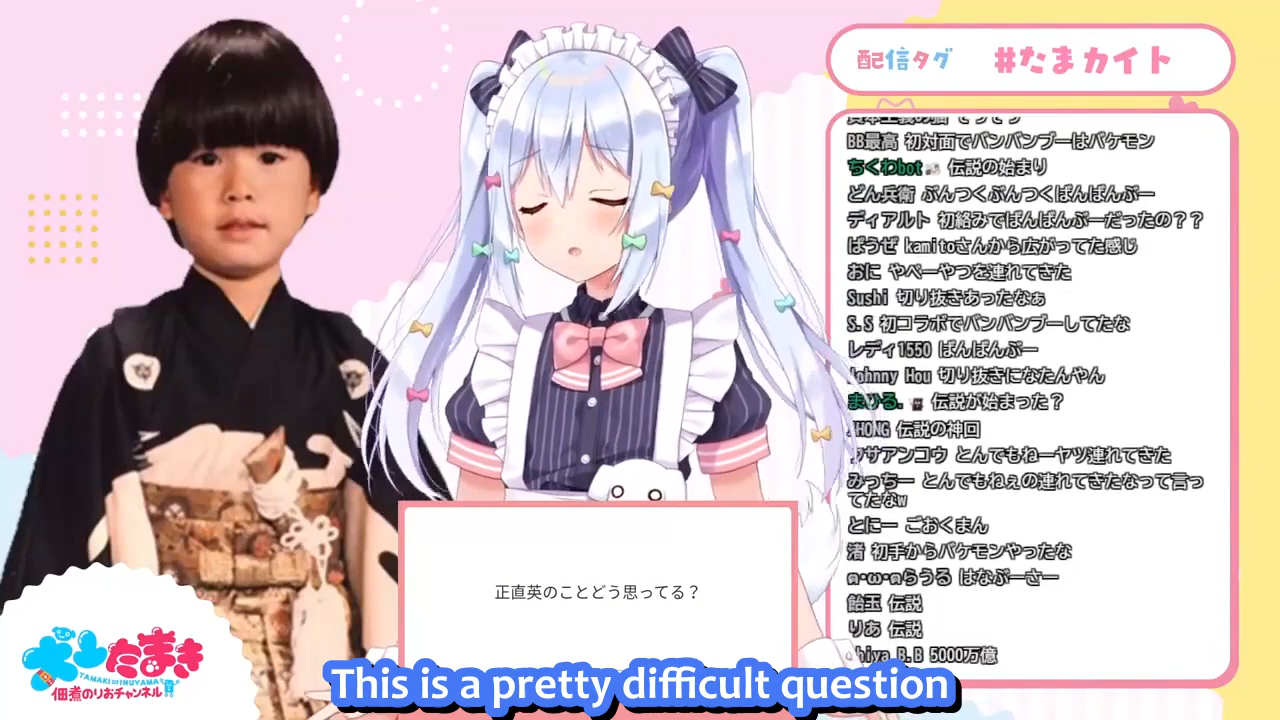 配信タグ #たまカイト
BB最高 初対面でバンバンブーはバケモン
ちくわbot 伝説の始まり
どん兵衛 ぶんつくぶんつくばんばんぶー
ディアルト 初絡みでばんばんぶーだったの？？
ぱうぜ kamitoさんから広がってた感じ
おに やべーやつを連れてきた
Sushi 切り抜きあったなぁ
S.S 初コラボでバンバンブーしてたな
レディ1550 ばんばんぶー
Johnny Hou 切り抜きになたんやん
まひる. 伝説が始まった？
伝説の神回
とんでもねーヤツ連れてきた
みっちー とんでもねぇの連れてきたなって言っ
てたなw
とにー ごおくまん
渚 初手からバケモンやったな
らうる はなぶーさー
飴玉 伝説
りあ 伝説
B.B 5000万億
正直英のことどう思ってる？
犬山たまき
TAMAKI INUYAMA
佃煮のりおチャンネル
This is a pretty difficult question